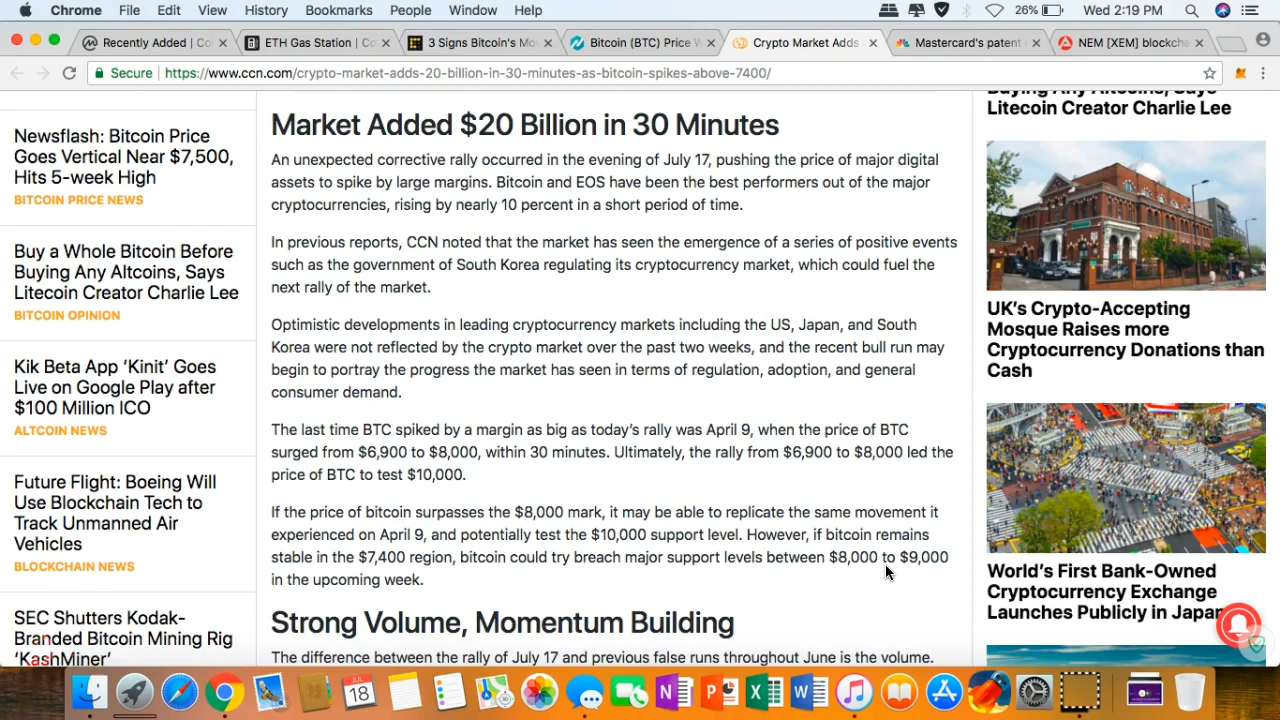 Chrome File Edit View History Bookmarks People Window Help 26% Wed 2:19 PM
Recently Added | Co
ETH Gas Station | Co
3 Signs Bitcoin's Mov
Bitcoin (BTC) Price W
Crypto Market Adds
Mastercard's patent
NEM [XEM] blockcha
Secure | https://www.ccn.com/crypto-market-adds-20-billion-in-30-minutes-as-bitcoin-spikes-above-7400/
Newsflash: Bitcoin Price
Goes Vertical Near $7,500,
Hits 5-week High
BITCOIN PRICE NEWS
Buy a Whole Bitcoin Before
Buying Any Altcoins, Says
Litecoin Creator Charlie Lee
BITCOIN OPINION
Kik Beta App ‘Kinit’ Goes
Live on Google Play after
$100 Million ICO
ALTCOIN NEWS
Future Flight: Boeing Will
Use Blockchain Tech to
Track Unmanned Air
Vehicles
BLOCKCHAIN NEWS
SEC Shutters Kodak-
Branded Bitcoin Mining Rig
‘KashMiner’
Market Added $20 Billion in 30 Minutes
An unexpected corrective rally occurred in the evening of July 17, pushing the price of major digital
assets to spike by large margins. Bitcoin and EOS have been the best performers out of the major
cryptocurrencies, rising by nearly 10 percent in a short period of time.
In previous reports, CCN noted that the market has seen the emergence of a series of positive events
such as the government of South Korea regulating its cryptocurrency market, which could fuel the
next rally of the market.
Optimistic developments in leading cryptocurrency markets including the US, Japan, and South
Korea were not reflected by the crypto market over the past two weeks, and the recent bull run may
begin to portray the progress the market has seen in terms of regulation, adoption, and general
consumer demand.
The last time BTC spiked by a margin as big as today’s rally was April 9, when the price of BTC
surged from $6,900 to $8,000, within 30 minutes. Ultimately, the rally from $6,900 to $8,000 led the
price of BTC to test $10,000.
If the price of bitcoin surpasses the $8,000 mark, it may be able to replicate the same movement it
experienced on April 9, and potentially test the $10,000 support level. However, if bitcoin remains
stable in the $7,400 region, bitcoin could try breach major support levels between $8,000 to $9,000
in the upcoming week.
Strong Volume, Momentum Building
The difference between the rally of July 17 and previous false runs throughout June is the volume.
Buying Any Altcoins, Says
Litecoin Creator Charlie Lee
UK’s Crypto-Accepting
Mosque Raises more
Cryptocurrency Donations than
Cash
World’s First Bank-Owned
Cryptocurrency Exchange
Launches Publicly in Japan
JUL
18